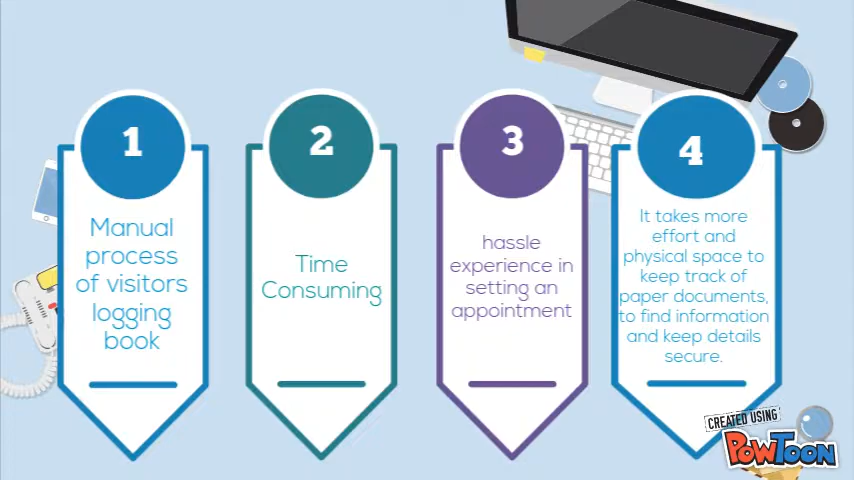 1
Manual
process
of visitors
logging
book
2
Time
Consuming
3
hassle
experience in
setting an
appointment
4
It takes more
effort and
physical space to
keep track of
paper documents,
to find information
and keep details
secure.
CREATED USING
POWTOON